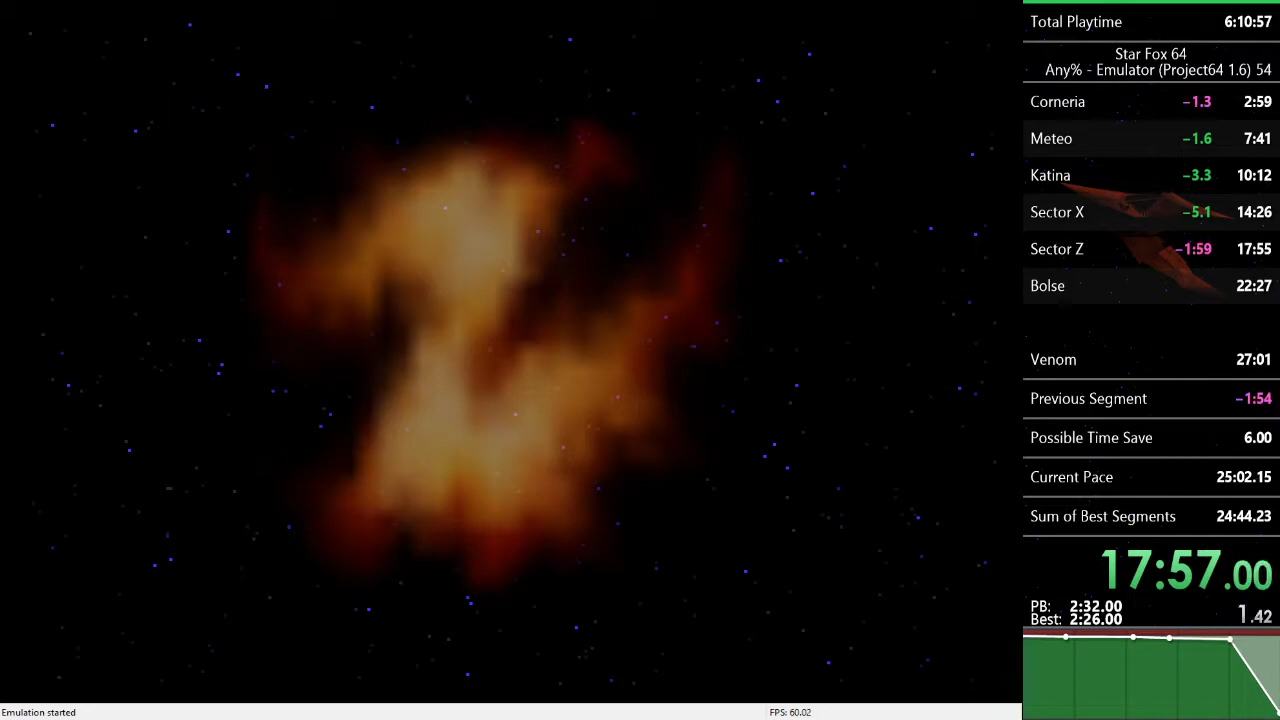 Total Playtime 6:10:57
Star Fox 64
Any% - Emulator (Project64 1.6) 54
Corneria −1.3 2:59
Meteo −1.6 7:41
Katina −3.3 10:12
Sector X −5.1 14:26
Sector Z −1:59 17:55
Bolse 22:27
Venom 27:01
Previous Segment −1:54
Possible Time Save 6.00
Current Pace 25:02.15
Sum of Best Segments 24:44.23
17:57.00
PB: 2:32.00
Best: 2:26.00 1.42
Emulation started FPS: 60.02